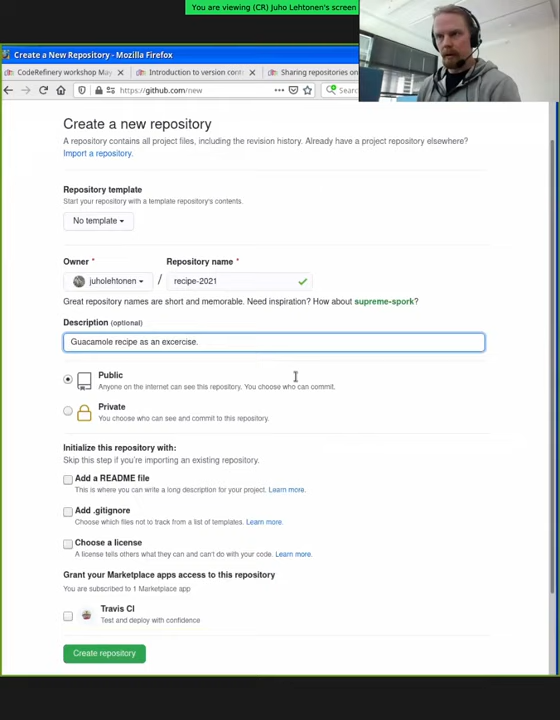 You are viewing (CR) Juho Lehtonen's screen
Create a New Repository - Mozilla Firefox
CodeRefinery workshop May
Introduction to version cont
Sharing repositories on
https://github.com/new
Sear
Create a new repository
A repository contains all project files, including the revision history. Already have a project repository elsewhere?
Import a repository.
Repository template
Start your repository with a template repository's contents.
No template
Owner *
Repository name *
juholehtonen / recipe-2021
Great repository names are short and memorable. Need inspiration? How about supreme-spork?
Description (optional)
Guacamole recipe as an excercise.
Public
Anyone on the internet can see this repository. You choose who can commit.
Private
You choose who can see and commit to this repository.
Initialize this repository with:
Skip this step if you're importing an existing repository.
Add a README file
This is where you can write a long description for your project. Learn more.
Add .gitignore
Choose which files not to track from a list of templates. Learn more.
Choose a license
A license tells others what they can and can't do with your code. Learn more.
Grant your Marketplace apps access to this repository
You are subscribed to 1 Marketplace app
Travis CI
Test and deploy with confidence
Create repository